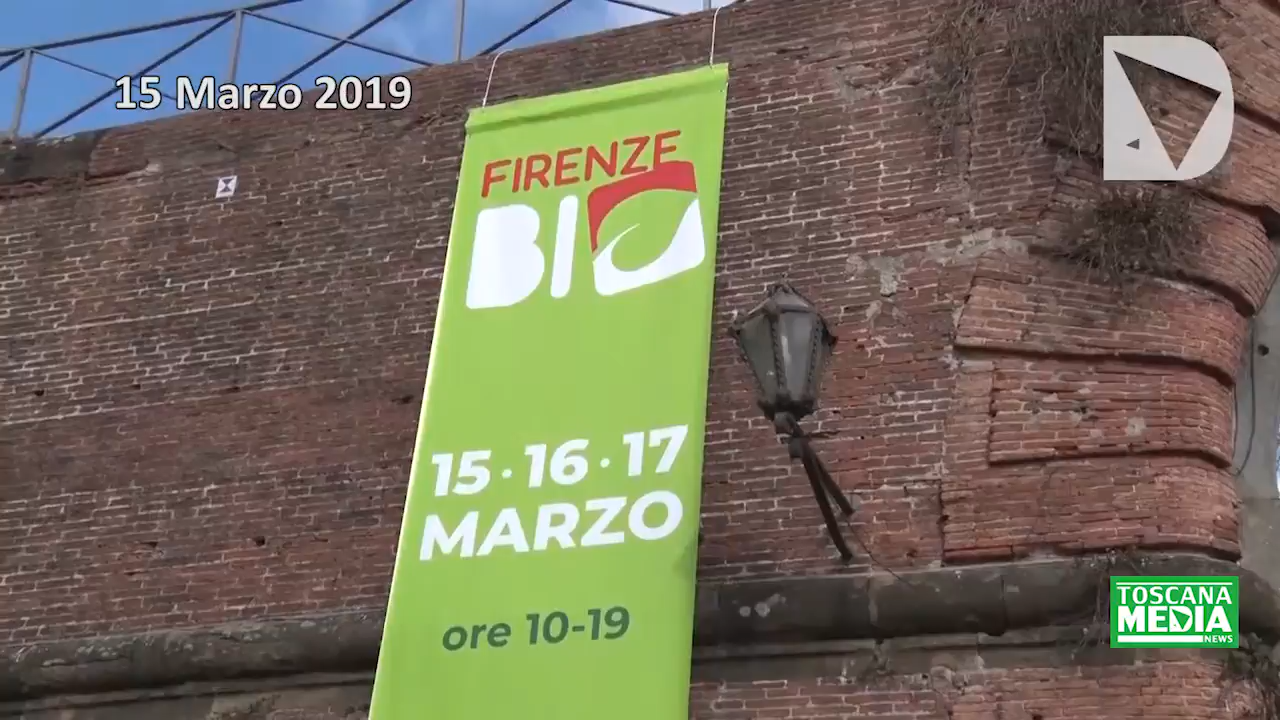 15 Marzo 2019
FIRENZE
BIO
15·16·17
MARZO
ore 10-19
TOSCANA
MEDIA
NEWS